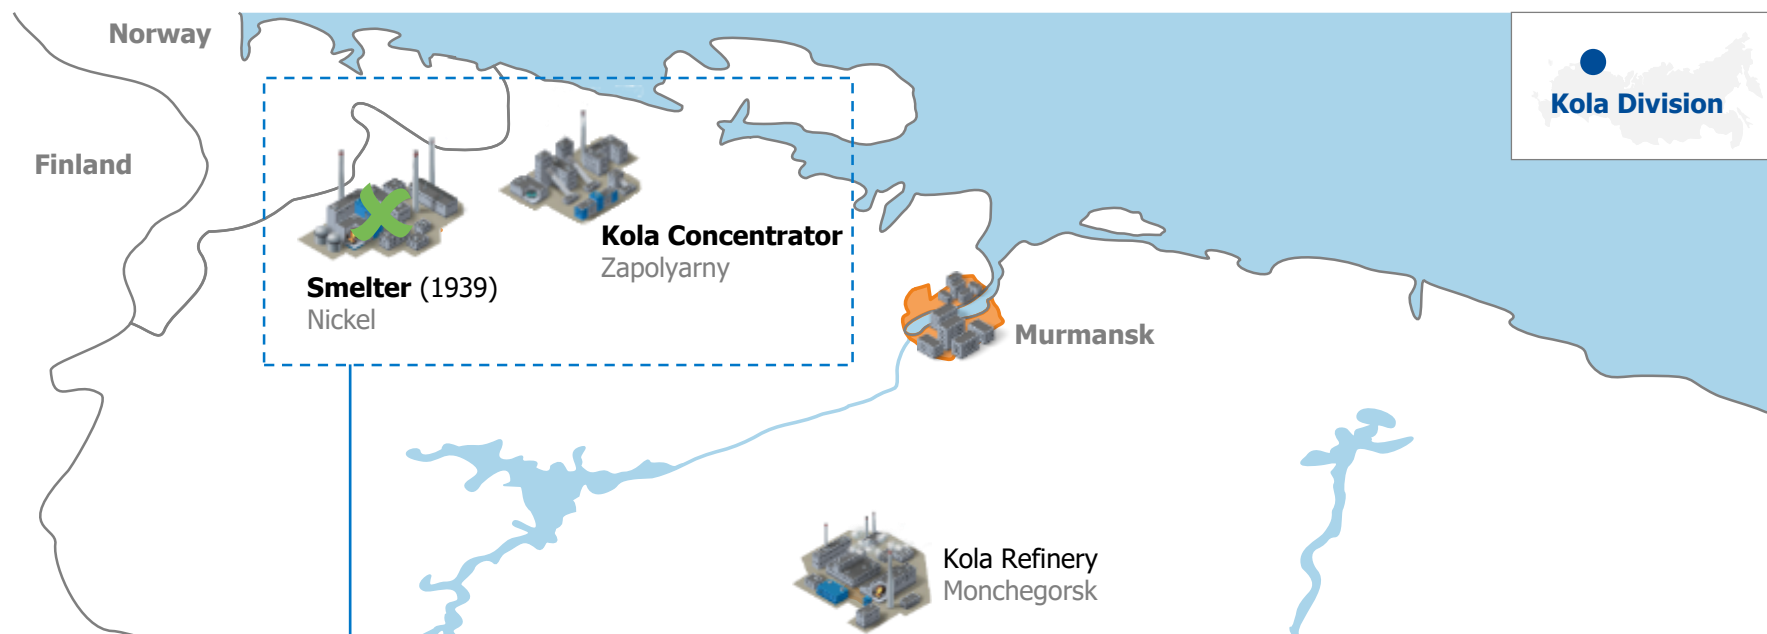 Norway
Kola Division
Finland
Kola Concentrator
Zapolyarny
Smelter (1939)
Nickel
Murmansk
Kola Refinery
Monchegorsk